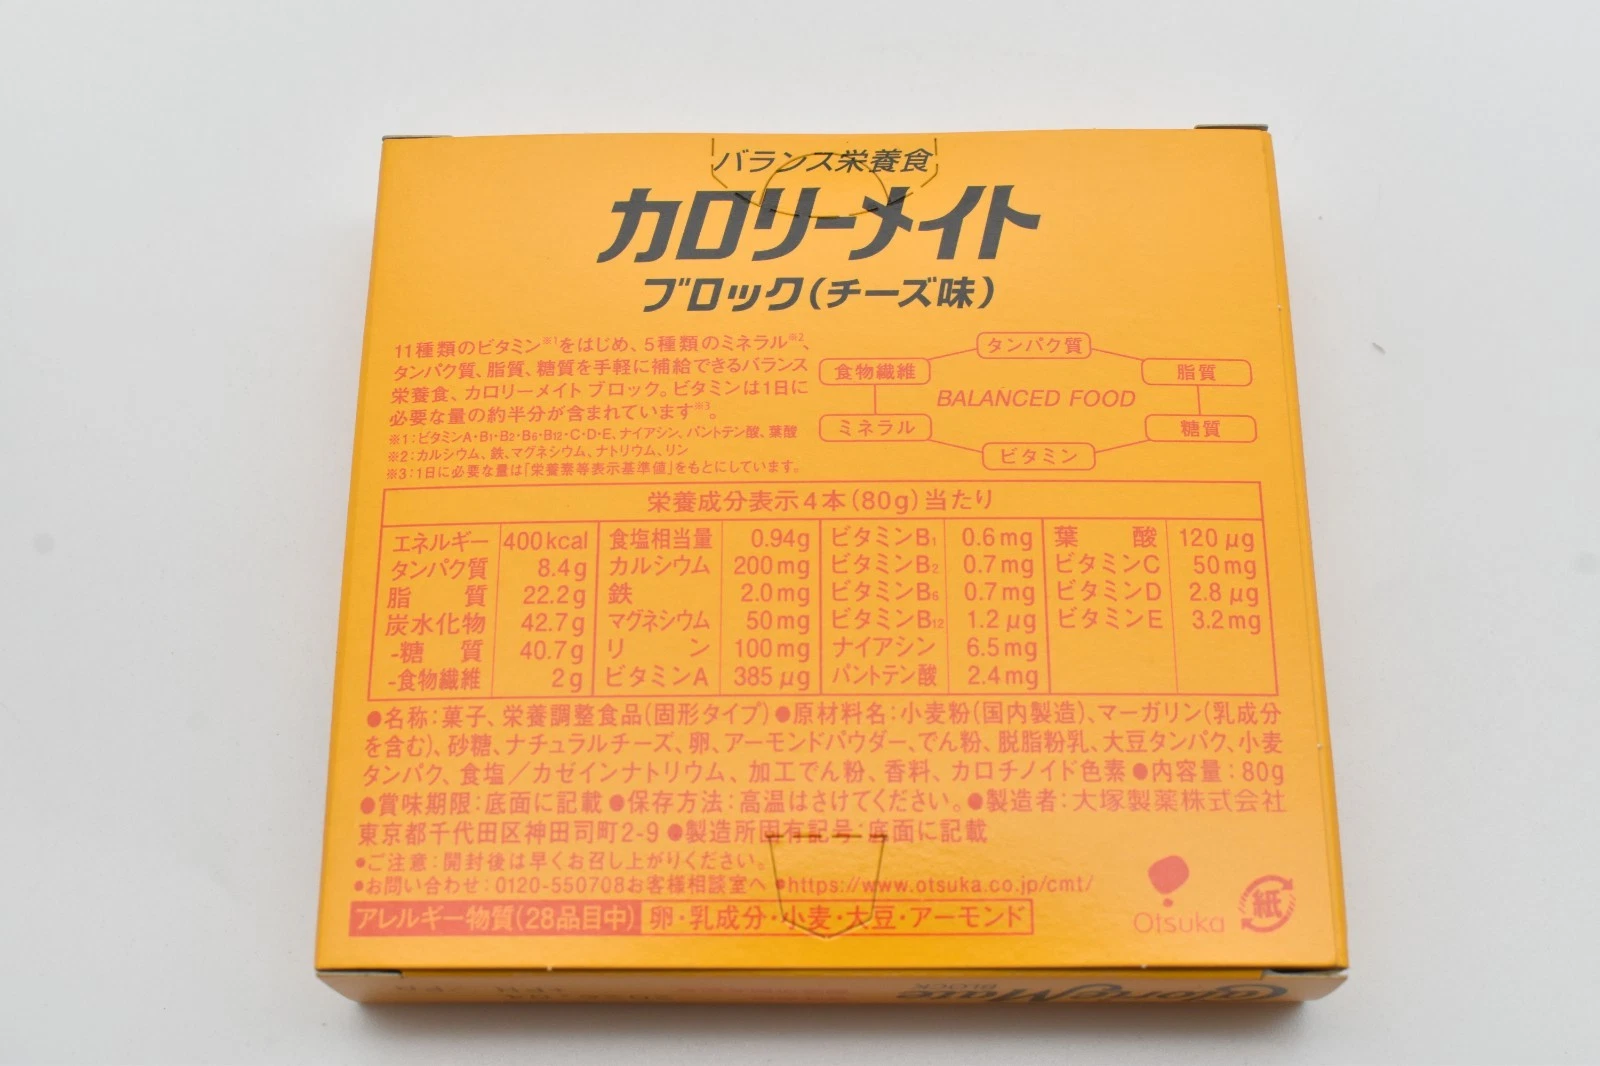 バランス栄養食
カロリーメイト
ブロック(チーズ味)
11種類のビタミン※1をはじめ、5種類のミネラル※2、
タンパク質、脂質、糖質を手軽に補給できるバランス
栄養食、カロリーメイト ブロック。ビタミンは1日に
必要な量の約半分が含まれています※3。
※1:ビタミンA・B1・B2・B6・B12・C・D・E、ナイアシン、パントテン酸、葉酸
※2:カルシウム、鉄、マグネシウム、ナトリウム、リン
※3:1日に必要な量は「栄養素等表示基準値」をもとにしています。
タンパク質
食物繊維
脂質
BALANCED FOOD
ミネラル
糖質
ビタミン
栄養成分表示4本(80g)当たり
エネルギー 400kcal 食塩相当量 0.94g ビタミンB1 0.6mg 葉酸 120μg
タンパク質 8.4g カルシウム 200mg ビタミンB2 0.7mg ビタミンC 50mg
脂質 22.2g 鉄 2.0mg ビタミンB6 0.7mg ビタミンD 2.8μg
炭水化物 42.7g マグネシウム 50mg ビタミンB12 1.2μg ビタミンE 3.2mg
-糖質 40.7g リン 100mg ナイアシン 6.5mg
-食物繊維 2g ビタミンA 385μg パントテン酸 2.4mg
●名称:菓子、栄養調整食品(固形タイプ)●原材料名:小麦粉(国内製造)、マーガリン(乳成分
を含む)、砂糖、ナチュラルチーズ、卵、アーモンドパウダー、でん粉、脱脂粉乳、大豆タンパク、小麦
タンパク、食塩/カゼインナトリウム、加工でん粉、香料、カロチノイド色素●内容量:80g
●賞味期限:底面に記載●保存方法:高温はさけてください。●製造者:大塚製薬株式会社
東京都千代田区神田司町2-9●製造所固有記号:底面に記載
●ご注意:開封後は早くお召し上がりください。
●お問い合わせ:0120-550708お客様相談室へ●https://www.otsuka.co.jp/cmt/
アレルギー物質(28品目中) 卵・乳成分・小麦・大豆・アーモンド
Otsuka
紙
CalorieMate
BLOCK